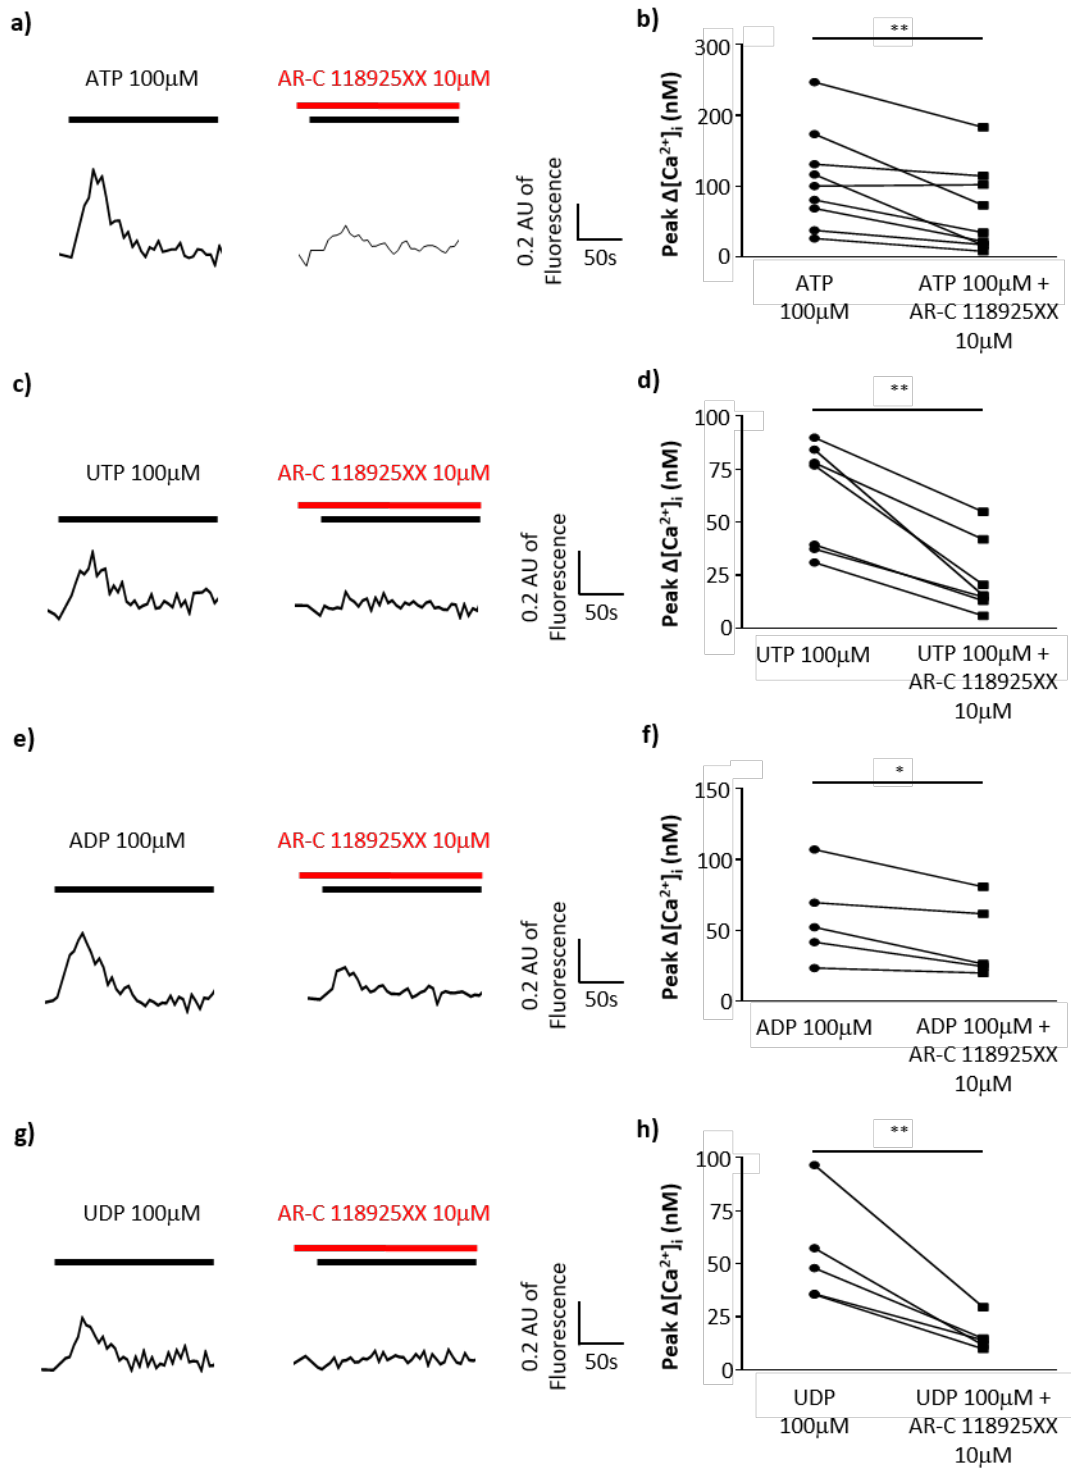 a)
ATP 100µM
AR-C 118925XX 10µM
0.2 AU of
Fluorescence
50s
b)
**
Peak Δ[Ca²⁺]ᵢ (nM)
300
200
100
0
ATP
100µM
ATP 100µM +
AR-C 118925XX
10µM
c)
UTP 100µM
AR-C 118925XX 10µM
0.2 AU of
Fluorescence
50s
d)
**
Peak Δ[Ca²⁺]ᵢ (nM)
100
75
50
25
0
UTP 100µM
UTP 100µM +
AR-C 118925XX
10µM
e)
ADP 100µM
AR-C 118925XX 10µM
0.2 AU of
Fluorescence
50s
f)
*
Peak Δ[Ca²⁺]ᵢ (nM)
150
100
50
0
ADP 100µM
ADP 100µM +
AR-C 118925XX
10µM
g)
UDP 100µM
AR-C 118925XX 10µM
0.2 AU of
Fluorescence
50s
h)
**
Peak Δ[Ca²⁺]ᵢ (nM)
100
75
50
25
0
UDP
100µM
UDP 100µM +
AR-C 118925XX
10µM